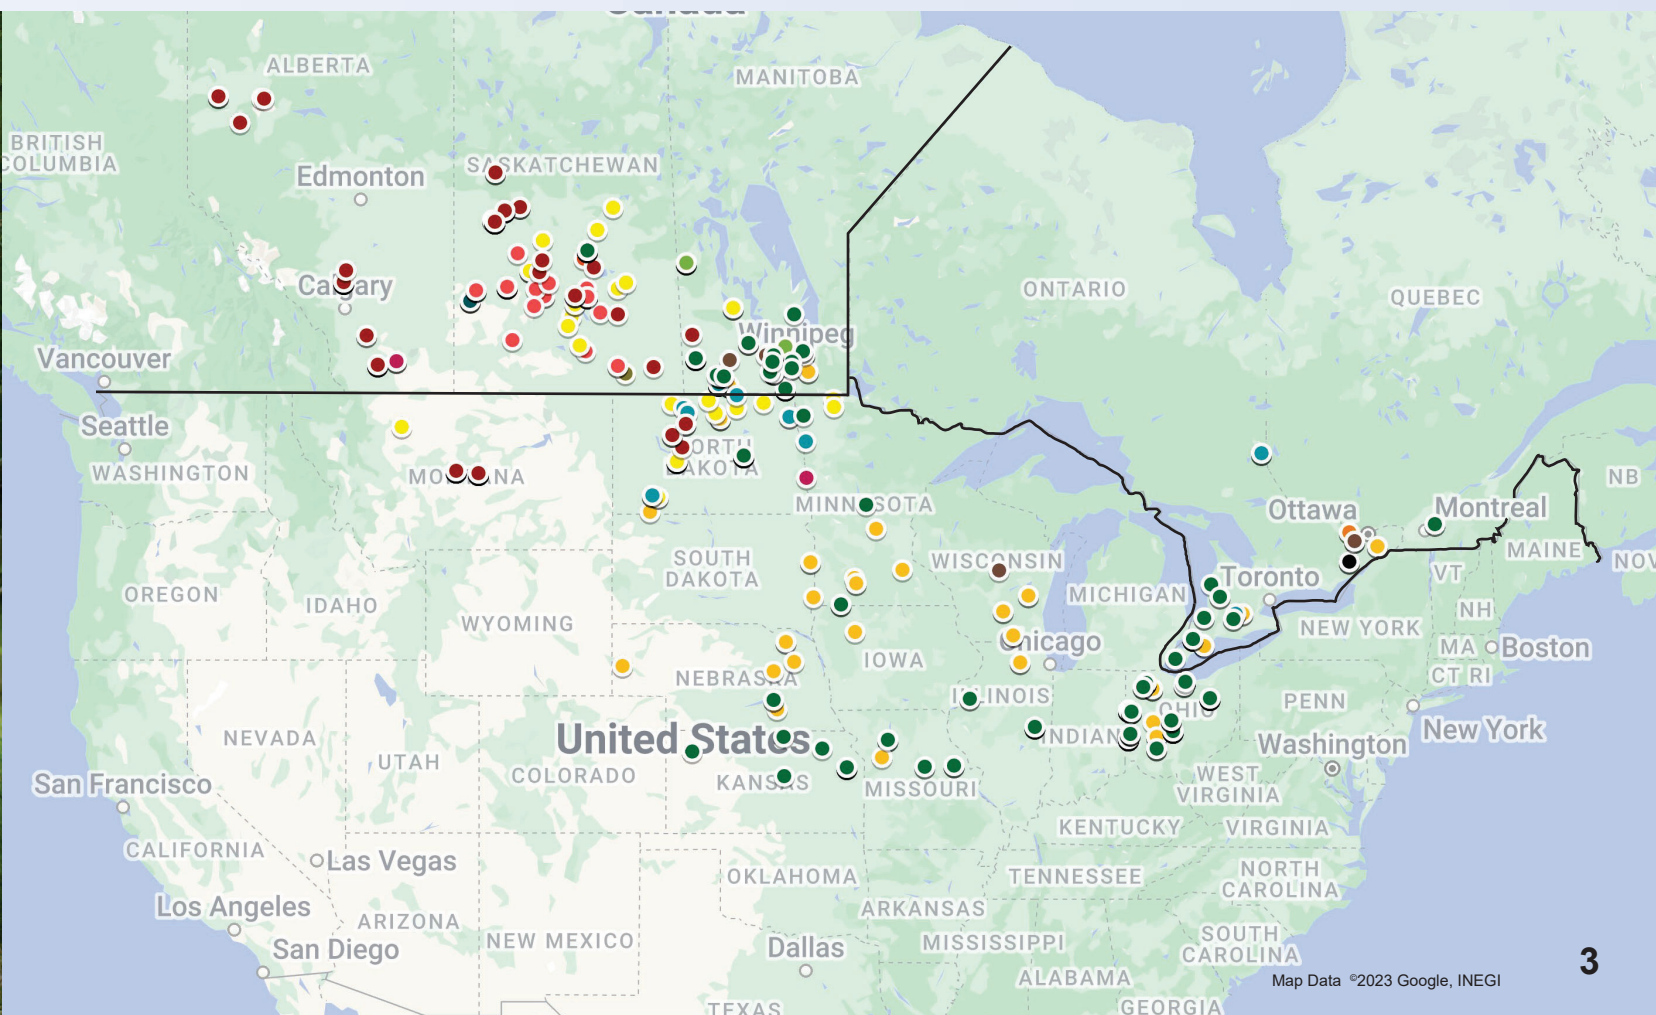 Canada
ALBERTA
MANITOBA
BRITISH
COLUMBIA
SASKATCHEWAN
Edmonton
Calgary
ONTARIO
QUEBEC
Winnipeg
Vancouver
Seattle
WASHINGTON
MONTANA
NORTH
DAKOTA
NB
MINNESOTA
Ottawa
Montreal
MAINE
NOV
SOUTH
DAKOTA
WISCONSIN
Toronto
VT
OREGON
IDAHO
MICHIGAN
NH
WYOMING
NEW YORK
Chicago
MA
Boston
IOWA
NEBRASKA
CT RI
ILLINOIS
PENN
OHIO
New York
NEVADA
United States
INDIANA
Washington
UTAH
COLORADO
KANSAS
MISSOURI
WEST
VIRGINIA
San Francisco
KENTUCKY
VIRGINIA
CALIFORNIA
Las Vegas
OKLAHOMA
TENNESSEE
NORTH
CAROLINA
Los Angeles
ARIZONA
ARKANSAS
NEW MEXICO
San Diego
Dallas
MISSISSIPPI
SOUTH
CAROLINA
ALABAMA
3
Map Data ©2023 Google, INEGI
TEXAS
GEORGIA